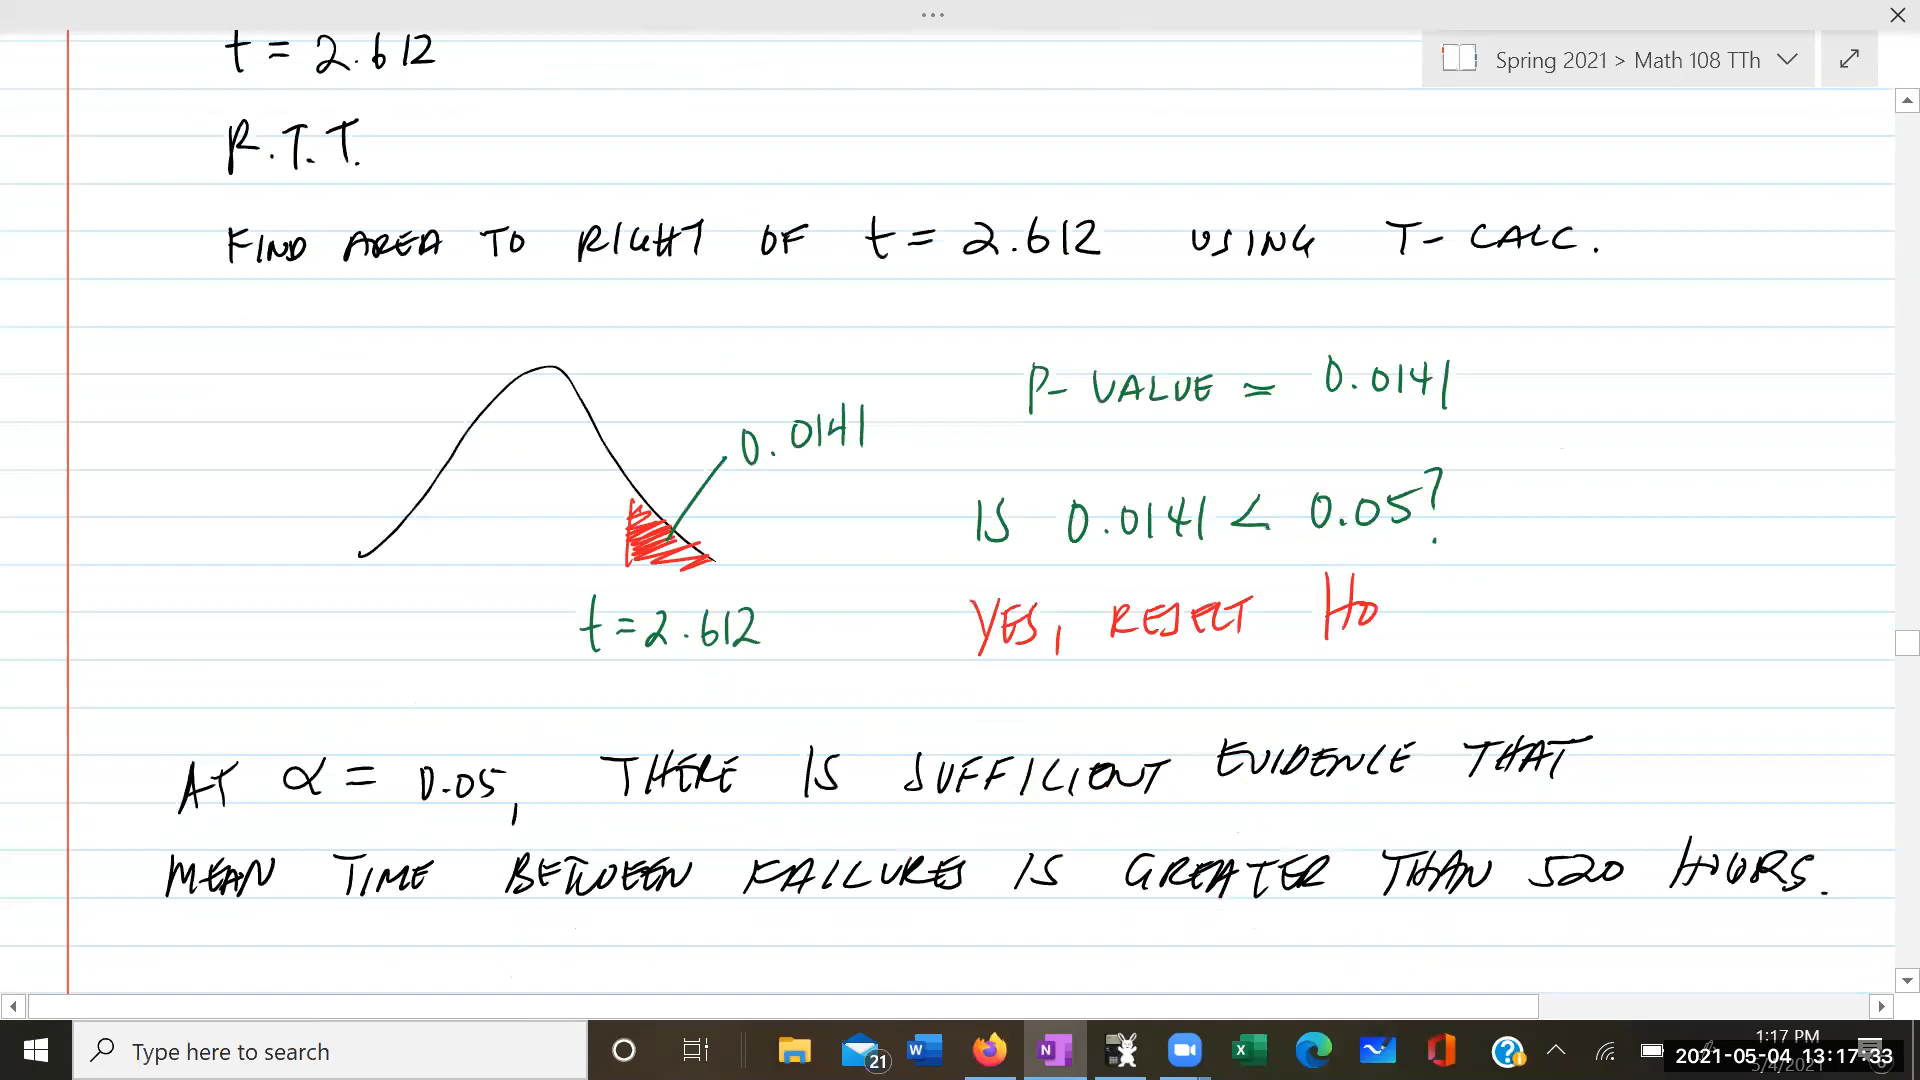 t = 2.612
Spring 2021 > Math 108 TTh
R.T.T.
FIND AREA TO RIGHT OF t = 2.612 USING T-CALC.
0.0141
P-VALUE ≃ 0.0141
IS 0.0141 < 0.05?
t = 2.612
YES, REJECT Ho
AT α = 0.05, THERE IS SUFFICIENT EVIDENCE THAT
MEAN TIME BETWEEN FAILURES IS GREATER THAN 520 HOURS.
Type here to search
21
1:17 PM
2021-05-04 13:17:33